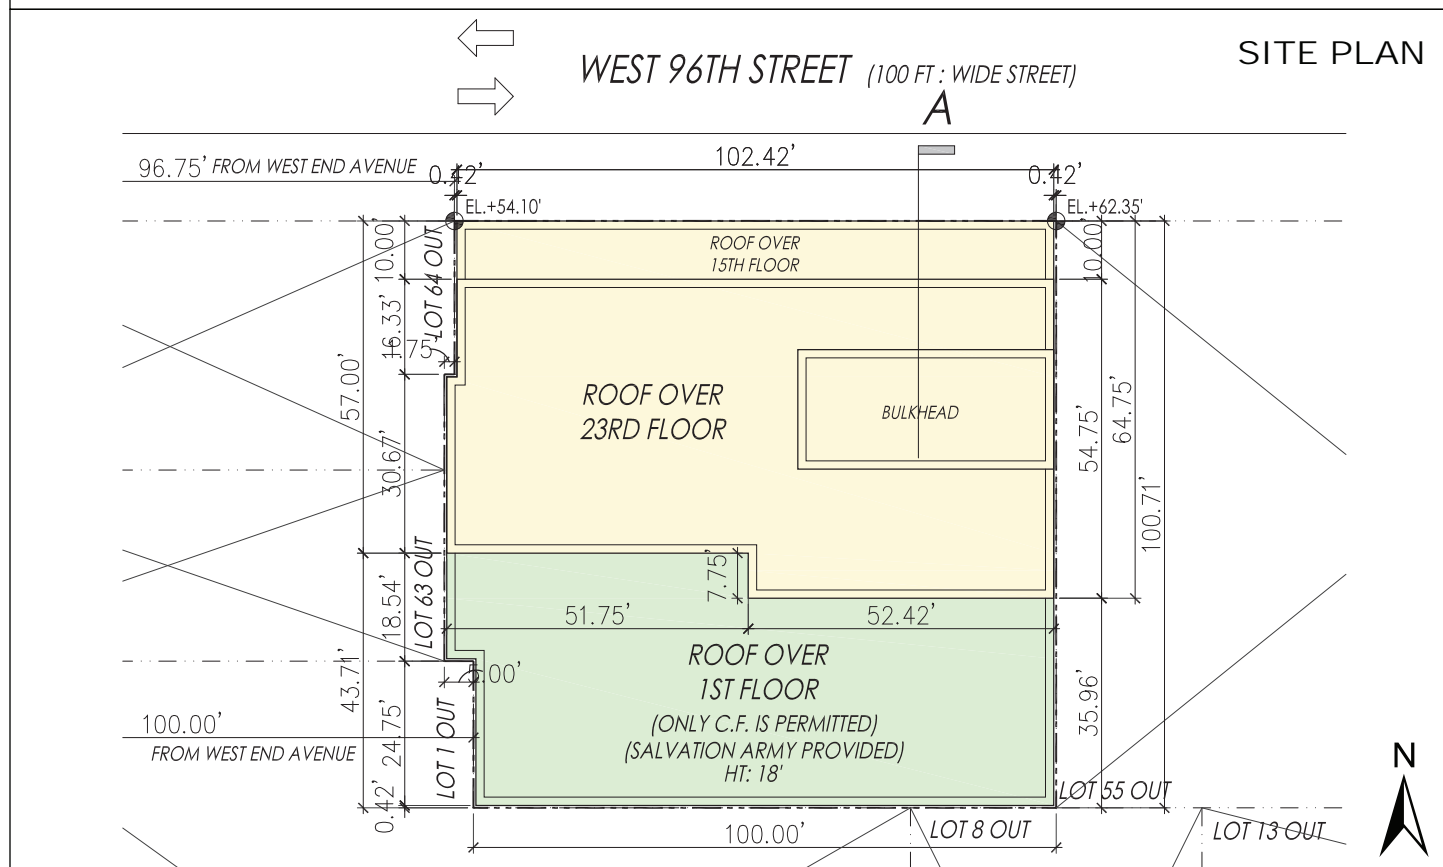 SITE PLAN
WEST 96TH STREET (100 FT : WIDE STREET)
A
96.75' FROM WEST END AVENUE
102.42'
0.42'
0.42'
EL.+54.10'
EL.+62.35'
10.00'
LOT 64 OUT
ROOF OVER
15TH FLOOR
10.00'
16.33'
1.75'
57.00'
ROOF OVER
23RD FLOOR
BULKHEAD
54.75'
64.75'
30.67'
100.71'
LOT 63 OUT
7.75'
18.54'
51.75'
52.42'
ROOF OVER
1ST FLOOR
(ONLY C.F. IS PERMITTED)
(SALVATION ARMY PROVIDED)
HT: 18'
43.71'
35.96'
100.00'
FROM WEST END AVENUE
24.75'
LOT 1 OUT
0.42'
LOT 55 OUT
100.00'
LOT 8 OUT
LOT 13 OUT
N